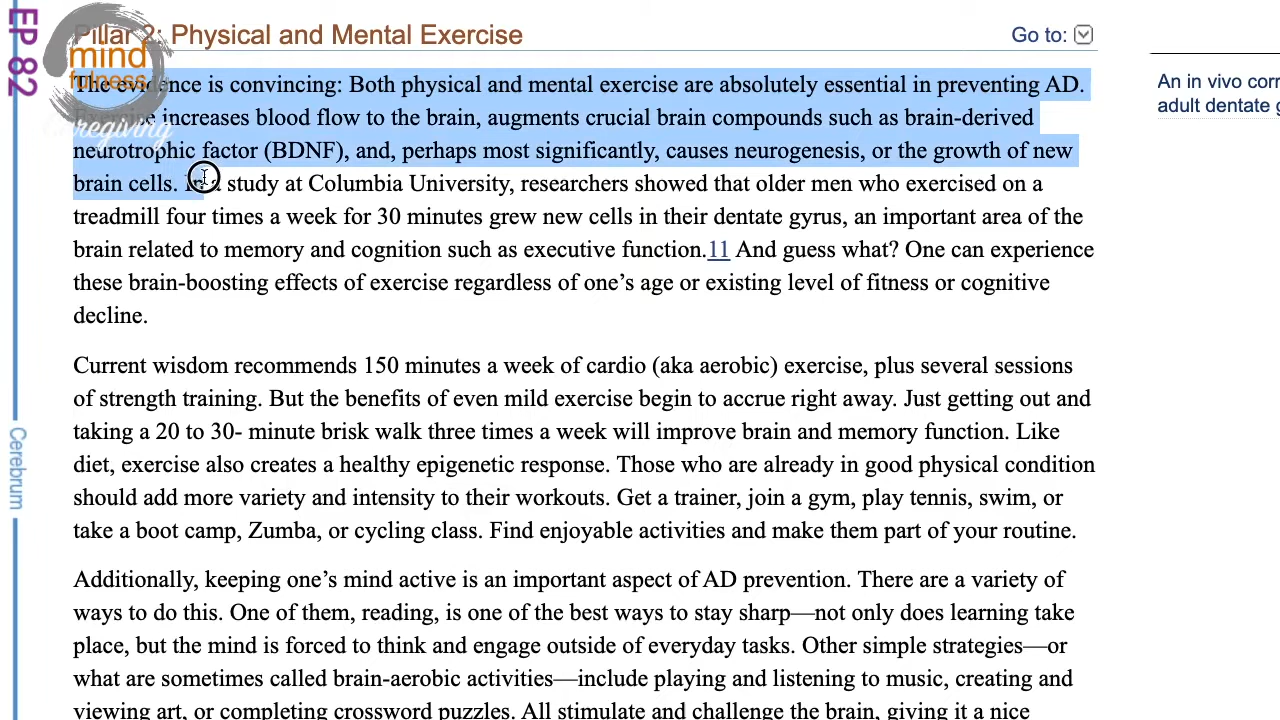 EP 82
mind
fulness
Caregiving
Pillar 2: Physical and Mental Exercise
Go to:
The evidence is convincing: Both physical and mental exercise are absolutely essential in preventing AD.
Exercise increases blood flow to the brain, augments crucial brain compounds such as brain-derived
neurotrophic factor (BDNF), and, perhaps most significantly, causes neurogenesis, or the growth of new
brain cells. In a study at Columbia University, researchers showed that older men who exercised on a
treadmill four times a week for 30 minutes grew new cells in their dentate gyrus, an important area of the
brain related to memory and cognition such as executive function.11 And guess what? One can experience
these brain-boosting effects of exercise regardless of one’s age or existing level of fitness or cognitive
decline.
Current wisdom recommends 150 minutes a week of cardio (aka aerobic) exercise, plus several sessions
of strength training. But the benefits of even mild exercise begin to accrue right away. Just getting out and
taking a 20 to 30- minute brisk walk three times a week will improve brain and memory function. Like
diet, exercise also creates a healthy epigenetic response. Those who are already in good physical condition
should add more variety and intensity to their workouts. Get a trainer, join a gym, play tennis, swim, or
take a boot camp, Zumba, or cycling class. Find enjoyable activities and make them part of your routine.
Additionally, keeping one’s mind active is an important aspect of AD prevention. There are a variety of
ways to do this. One of them, reading, is one of the best ways to stay sharp—not only does learning take
place, but the mind is forced to think and engage outside of everyday tasks. Other simple strategies—or
what are sometimes called brain-aerobic activities—include playing and listening to music, creating and
viewing art, or completing crossword puzzles. All stimulate and challenge the brain, giving it a nice
Cerebrum
An in vivo
adult dentate